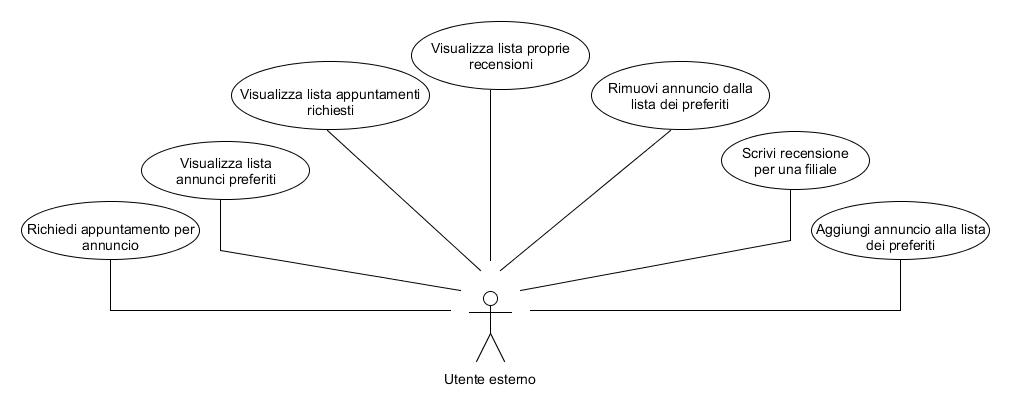 Visualizza lista proprie
recensioni
Visualizza lista appuntamenti
richiesti
Rimuovi annuncio dalla
lista dei preferiti
Visualizza lista
annunci preferiti
Scrivi recensione
per una filiale
Richiedi appuntamento per
annuncio
Aggiungi annuncio alla lista
dei preferiti
Utente esterno